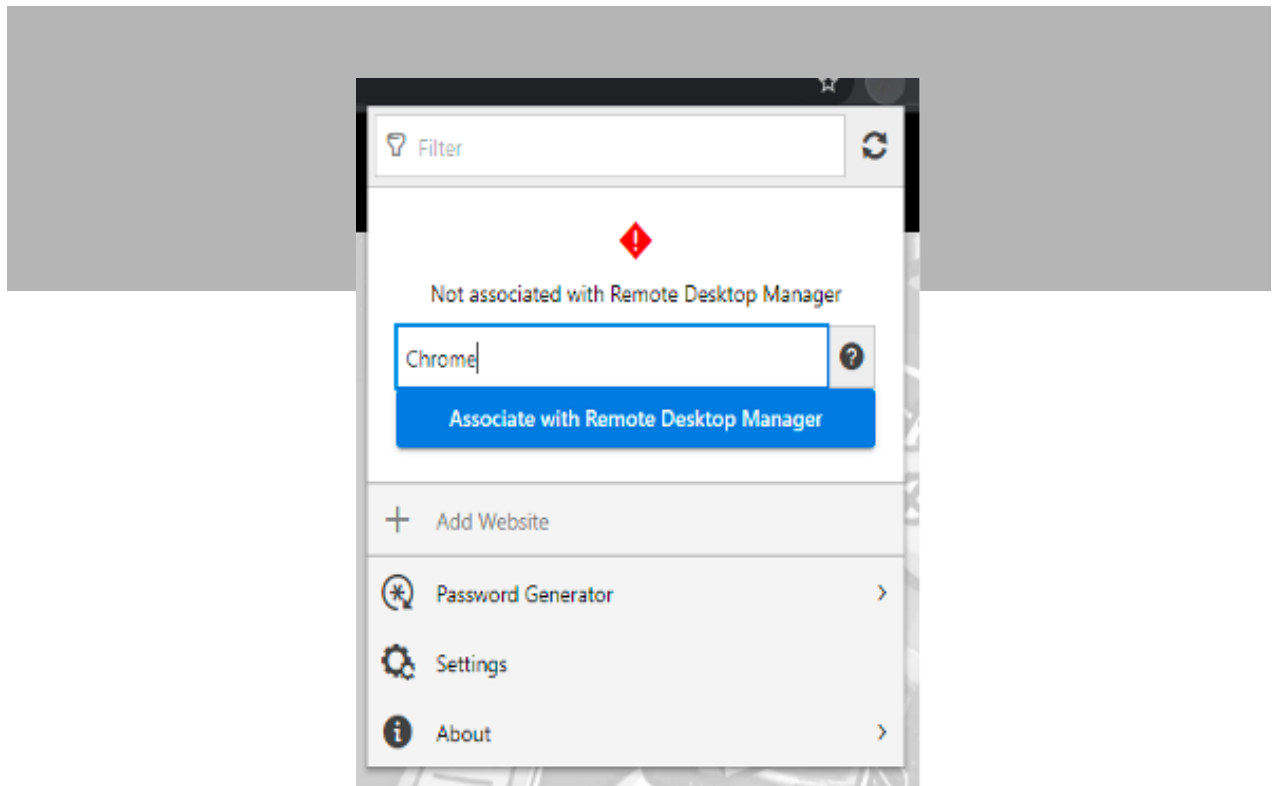 Filter
Not associated with Remote Desktop Manager
Chrome
Associate with Remote Desktop Manager
Add Website
Password Generator
Settings
About